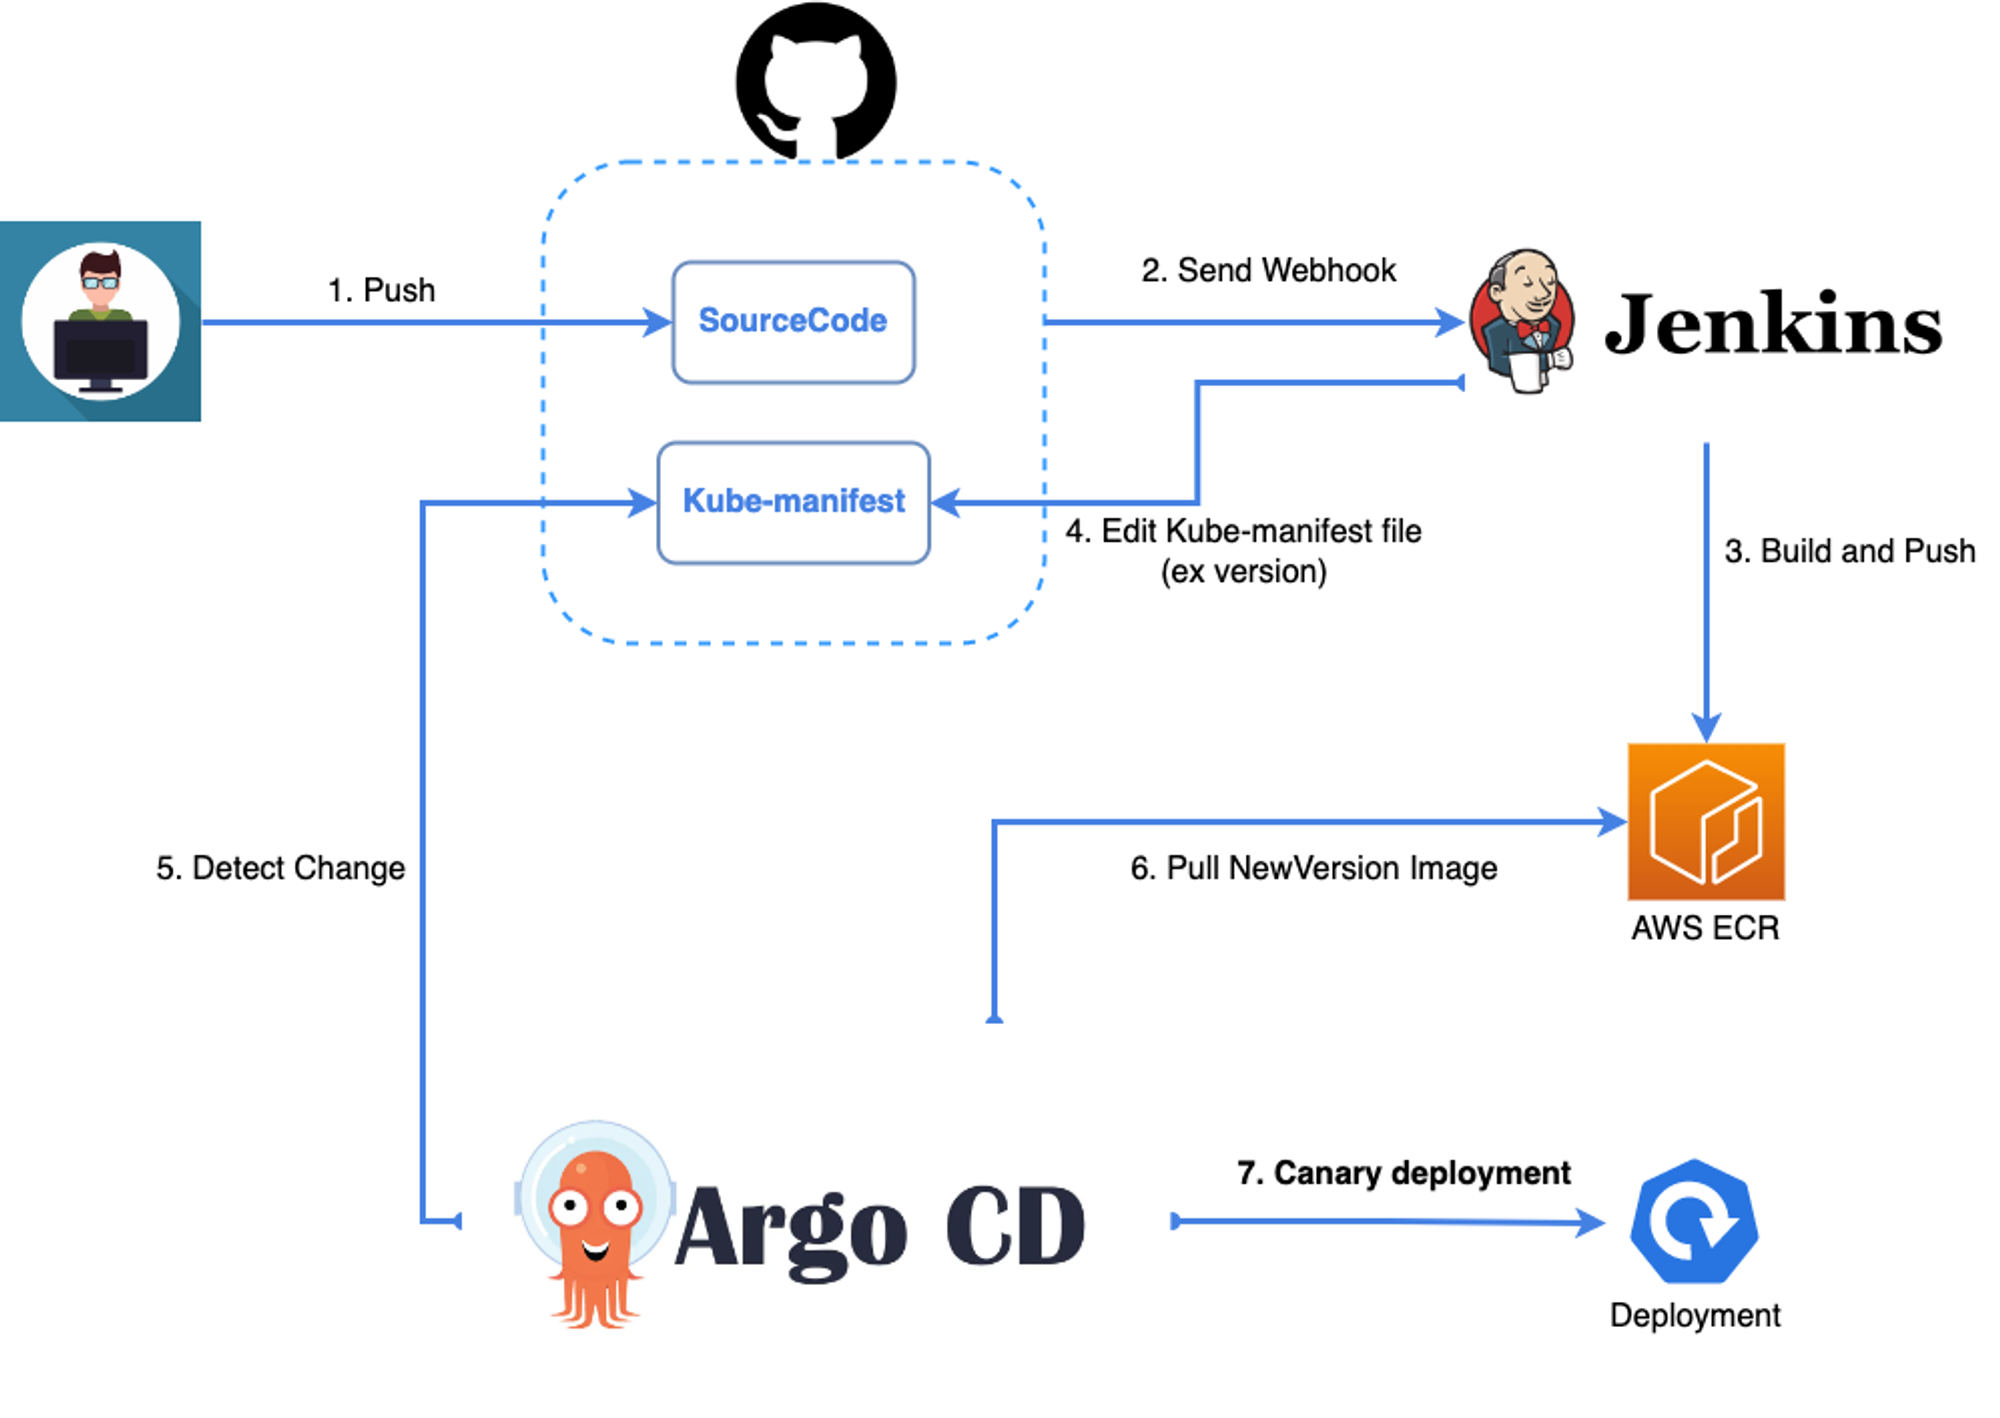 1. Push
SourceCode
2. Send Webhook
Jenkins
Kube-manifest
4. Edit Kube-manifest file
(ex version)
3. Build and Push
5. Detect Change
6. Pull NewVersion Image
AWS ECR
Argo CD
7. Canary deployment
Deployment